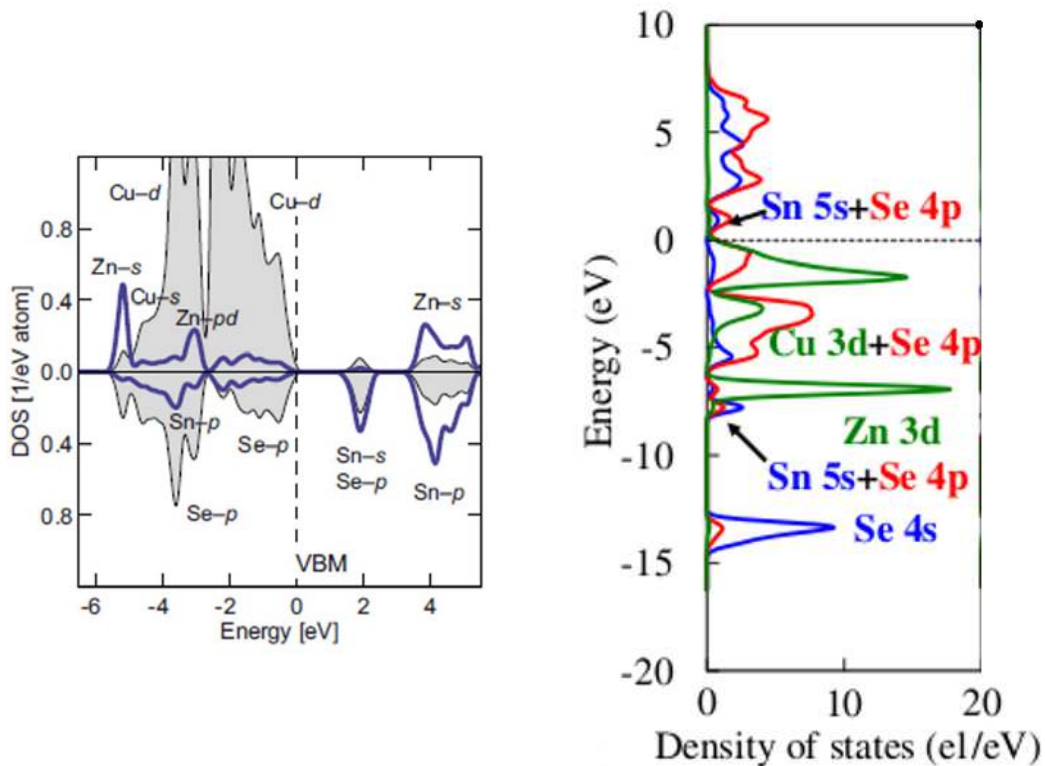 Cu–d
Cu–d
0.8
Zn–s
Cu–s
0.4
Zn–pd
Zn–s
0.0
Sn–p
0.4
Se–p
Sn–s
Se–p
Sn–p
0.8
Se–p
VBM
DOS [1/eV atom]
-6 -4 -2 0 2 4
Energy [eV]
10
5
Sn 5s+Se 4p
0
Cu 3d+Se 4p
-5
Zn 3d
-10
Sn 5s+Se 4p
Se 4s
-15
-20
Energy (eV)
0 10 20
Density of states (el/eV)